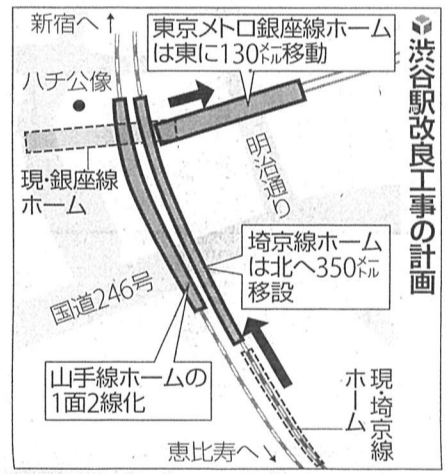 渋谷駅改良工事の計画
新宿へ↑
東京メトロ銀座線ホーム
は東に130メートル移動
ハチ公像
現・銀座線
ホーム
明治通り
埼京線ホーム
は北へ350メートル
移設
国道246号
山手線ホームの
1面2線化
現・埼京線
ホーム
恵比寿へ↘